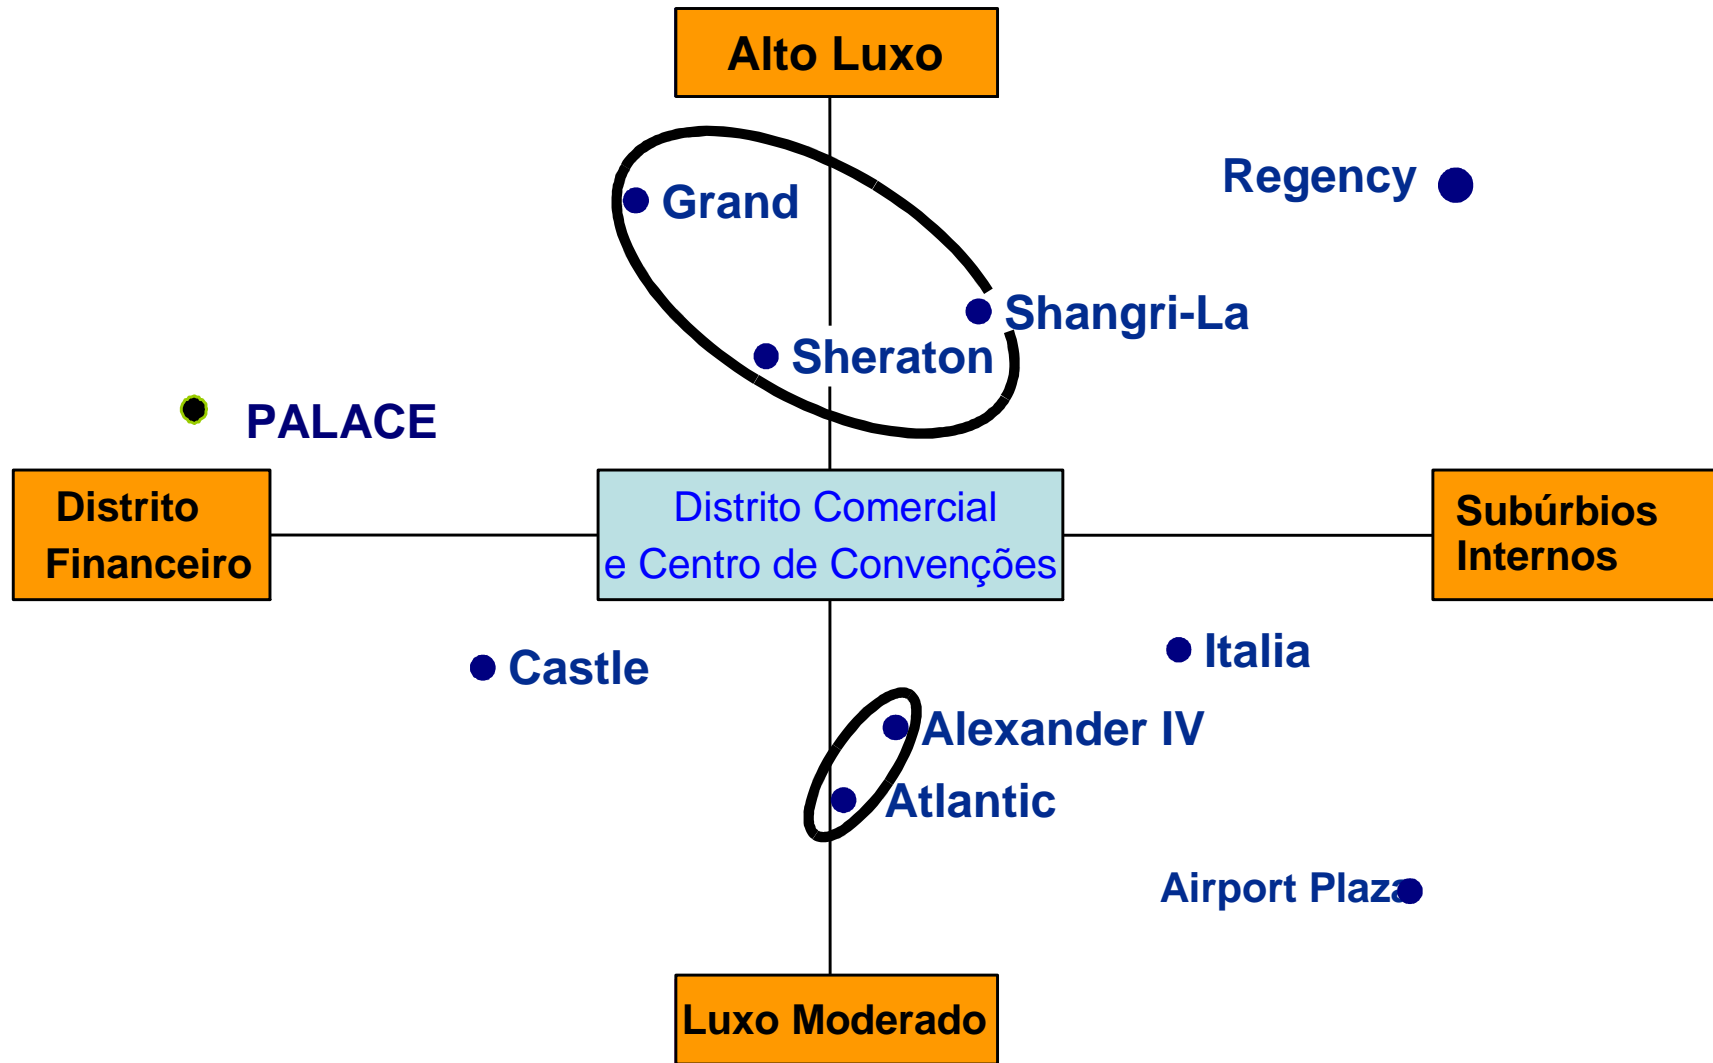 Alto Luxo
Regency
Grand
Shangri-La
Sheraton
PALACE
Distrito
Financeiro
Distrito Comercial
e Centro de Convenções
Subúrbios
Internos
Castle
Italia
Alexander IV
Atlantic
Airport Plaza
Luxo Moderado